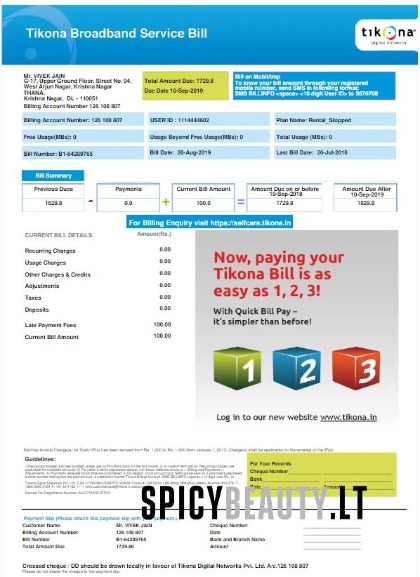 Tikona Broadband Service Bill
tikona
Digital Networks
Mr. VIVEK JAIN
G-17, Upper Ground Floor, Street No. 04,
West Arjun Nagar, Krishna Nagar
THANA,
Krishna Nagar, DL - 110051
Billing Account Number 126 108 807
Total Amount Due: 1729.8
Due Date 10-Sep-2019
Bill on Mobil/Imp
To know your bill amount through your registered
mobile number, send SMS in following format:
SMS BILLINFO <space> <10 digit User ID> to 5676708
Billing Account Number: 126 108 807
USER ID : 1114448602
Plan Name: Rental_Stopped
Free Usage(MBs): 0
Usage Beyond Free Usage(MBs): 0
Total Usage (MBs): 0
Bill Number: B1-64289765
Bill Date: 26-Aug-2019
Last Bill Date: 26-Jul-2016
Bill Summary
Previous Dues
Payments
Current Bill Amount
Amount Due on or before
10-Sep-2019
Amount Due After
10-Sep-2019
1629.8 - 0.0 + 100.0 = 1729.8 1829.8
For Billing Enquiry visit https://selfcare.tikona.in
CURRENT BILL DETAILS Amount(Rs.)
Recurring Charges 0.00
Usage Charges 0.00
Other Charges & Credits 0.00
Adjustments 0.00
Taxes 0.00
Deposits 0.00
Late Payment Fees 100.00
Current Bill Amount 100.00
Now, paying your
Tikona Bill is as
easy as 1, 2, 3!
With Quick Bill Pay –
it's simpler than before!
1 2 3
Log in to our new website www.tikona.in
Guidelines:
For Your Records
Cheque Number
Bank
Date
Amount
SPICYBEAUTY.LT
Payment Slip (Please attach this payment slip with
Customer Name Mr. VIVEK JAIN
Billing Account Number 126 108 807
Bill Number B1-64289765
Total Amount Due 1729.80
Cheque Number
Date
Bank and Branch Name
Amount
Crossed cheque / DD should be drawn locally in favour of Tikona Digital Networks Pvt. Ltd. A/c.126 108 807
Please do not staple the cheque to the payment slip.